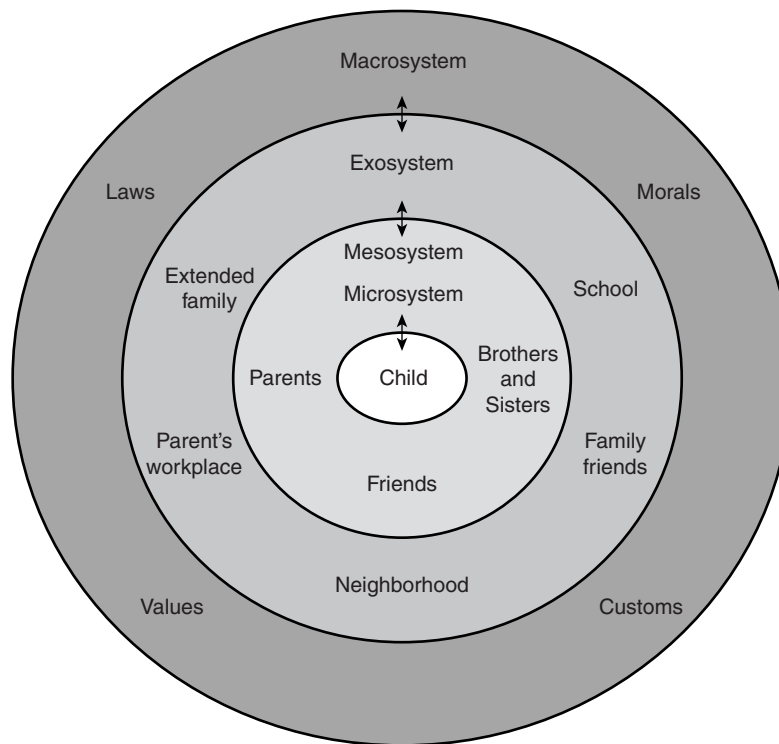 Macrosystem
Exosystem
Laws
Morals
Mesosystem
Extended
family
School
Microsystem
Parents
Child
Brothers
and
Sisters
Parent's
workplace
Family
friends
Friends
Neighborhood
Values
Customs